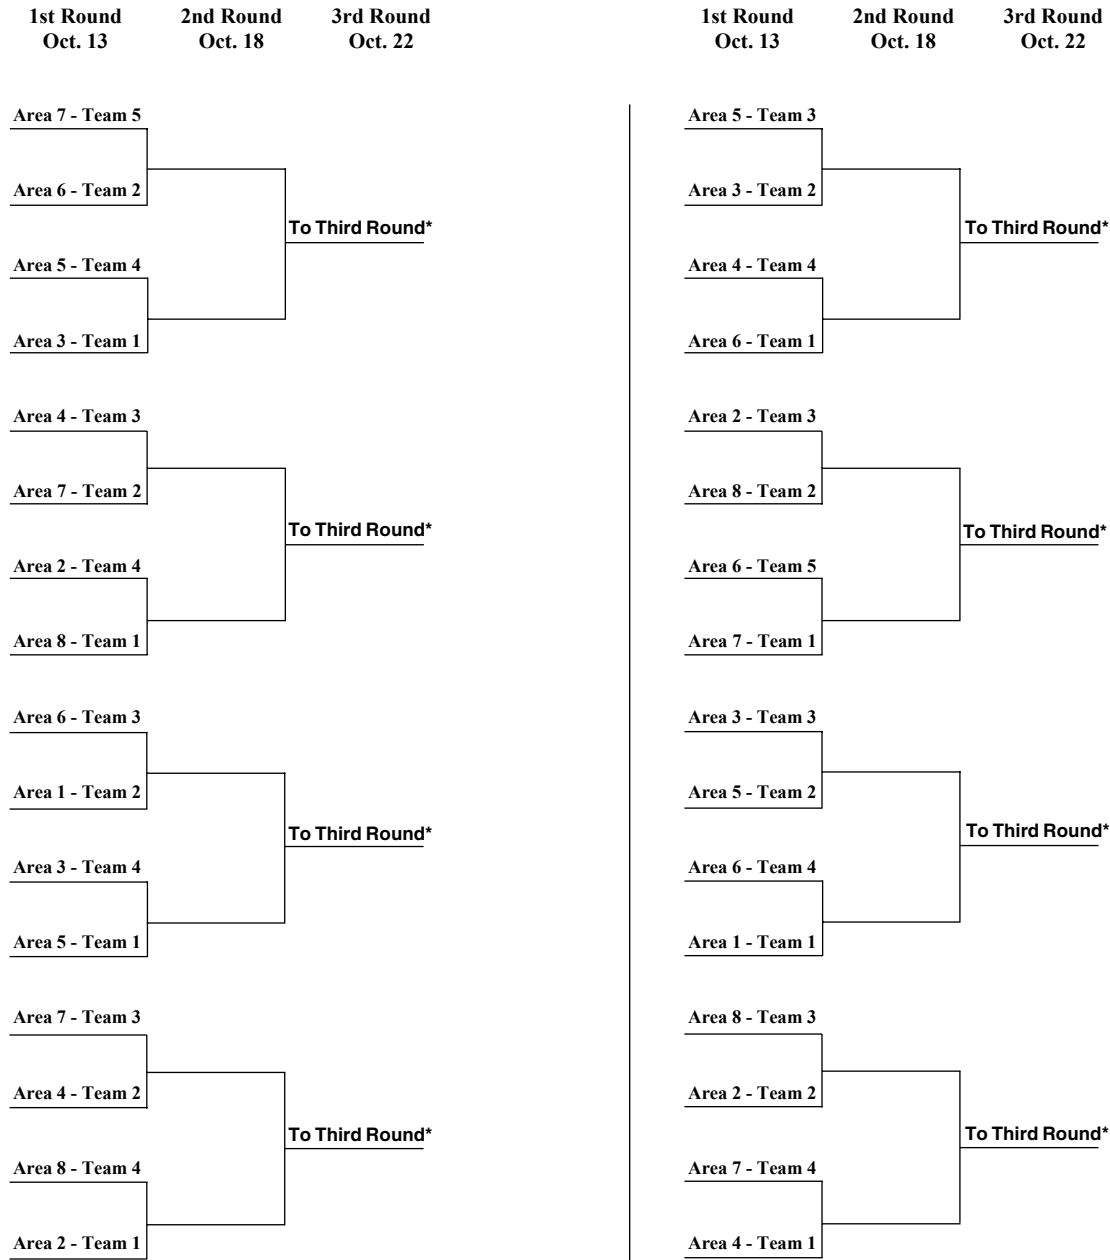 1st Round 2nd Round 3rd Round
Oct. 13 Oct. 18 Oct. 22
Area 7 - Team 5
Area 6 - Team 2
To Third Round*
Area 5 - Team 4
Area 3 - Team 1
Area 4 - Team 3
Area 7 - Team 2
To Third Round*
Area 2 - Team 4
Area 8 - Team 1
Area 6 - Team 3
Area 1 - Team 2
To Third Round*
Area 3 - Team 4
Area 5 - Team 1
Area 7 - Team 3
Area 4 - Team 2
To Third Round*
Area 8 - Team 4
Area 2 - Team 1
1st Round 2nd Round 3rd Round
Oct. 13 Oct. 18 Oct. 22
Area 5 - Team 3
Area 3 - Team 2
To Third Round*
Area 4 - Team 4
Area 6 - Team 1
Area 2 - Team 3
Area 8 - Team 2
To Third Round*
Area 6 - Team 5
Area 7 - Team 1
Area 3 - Team 3
Area 5 - Team 2
To Third Round*
Area 6 - Team 4
Area 1 - Team 1
Area 8 - Team 3
Area 2 - Team 2
To Third Round*
Area 7 - Team 4
Area 4 - Team 1